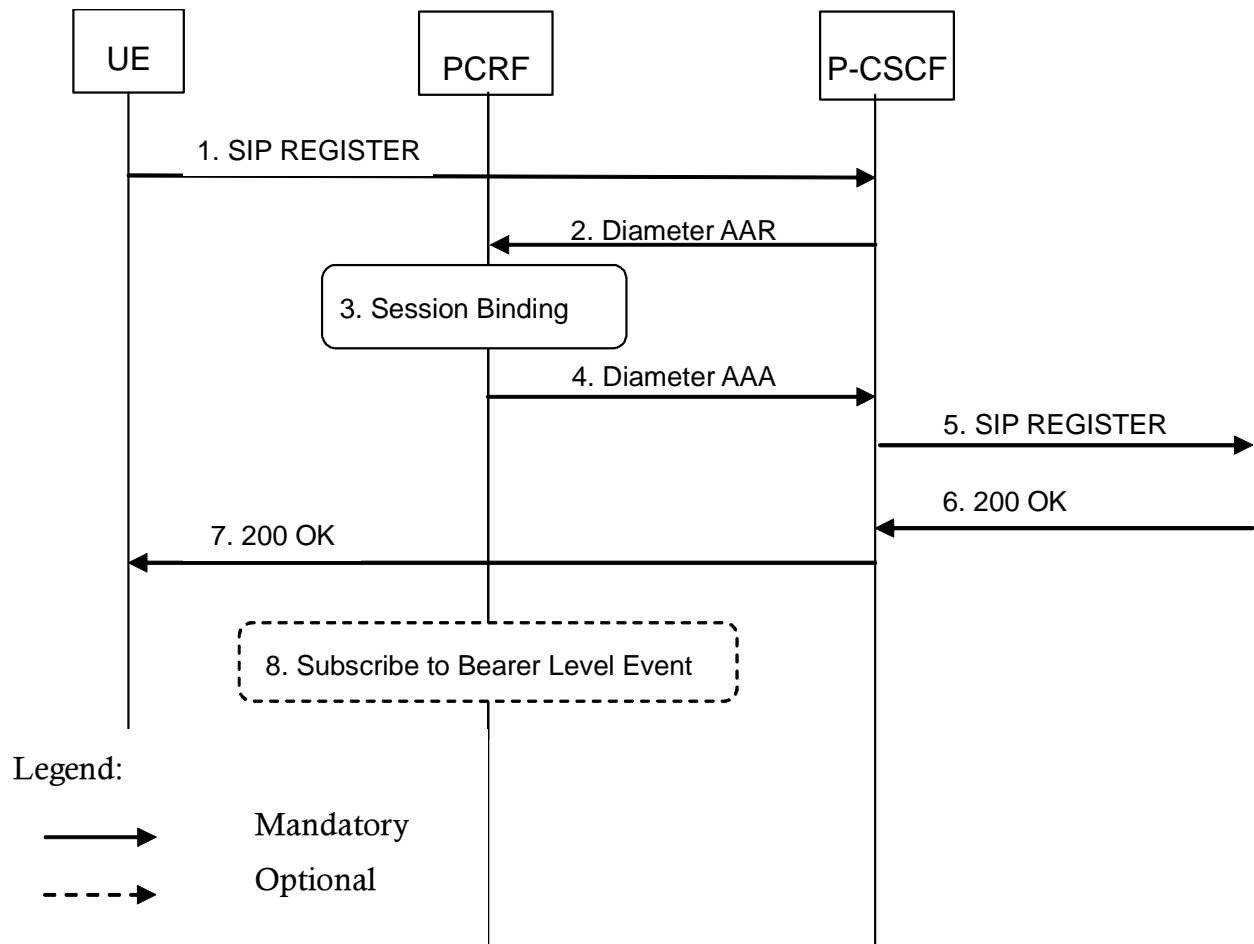 UE
PCRF
P-CSCF
1. SIP REGISTER
2. Diameter AAR
3. Session Binding
4. Diameter AAA
5. SIP REGISTER
6. 200 OK
7. 200 OK
8. Subscribe to Bearer Level Event
Legend:
Mandatory
Optional